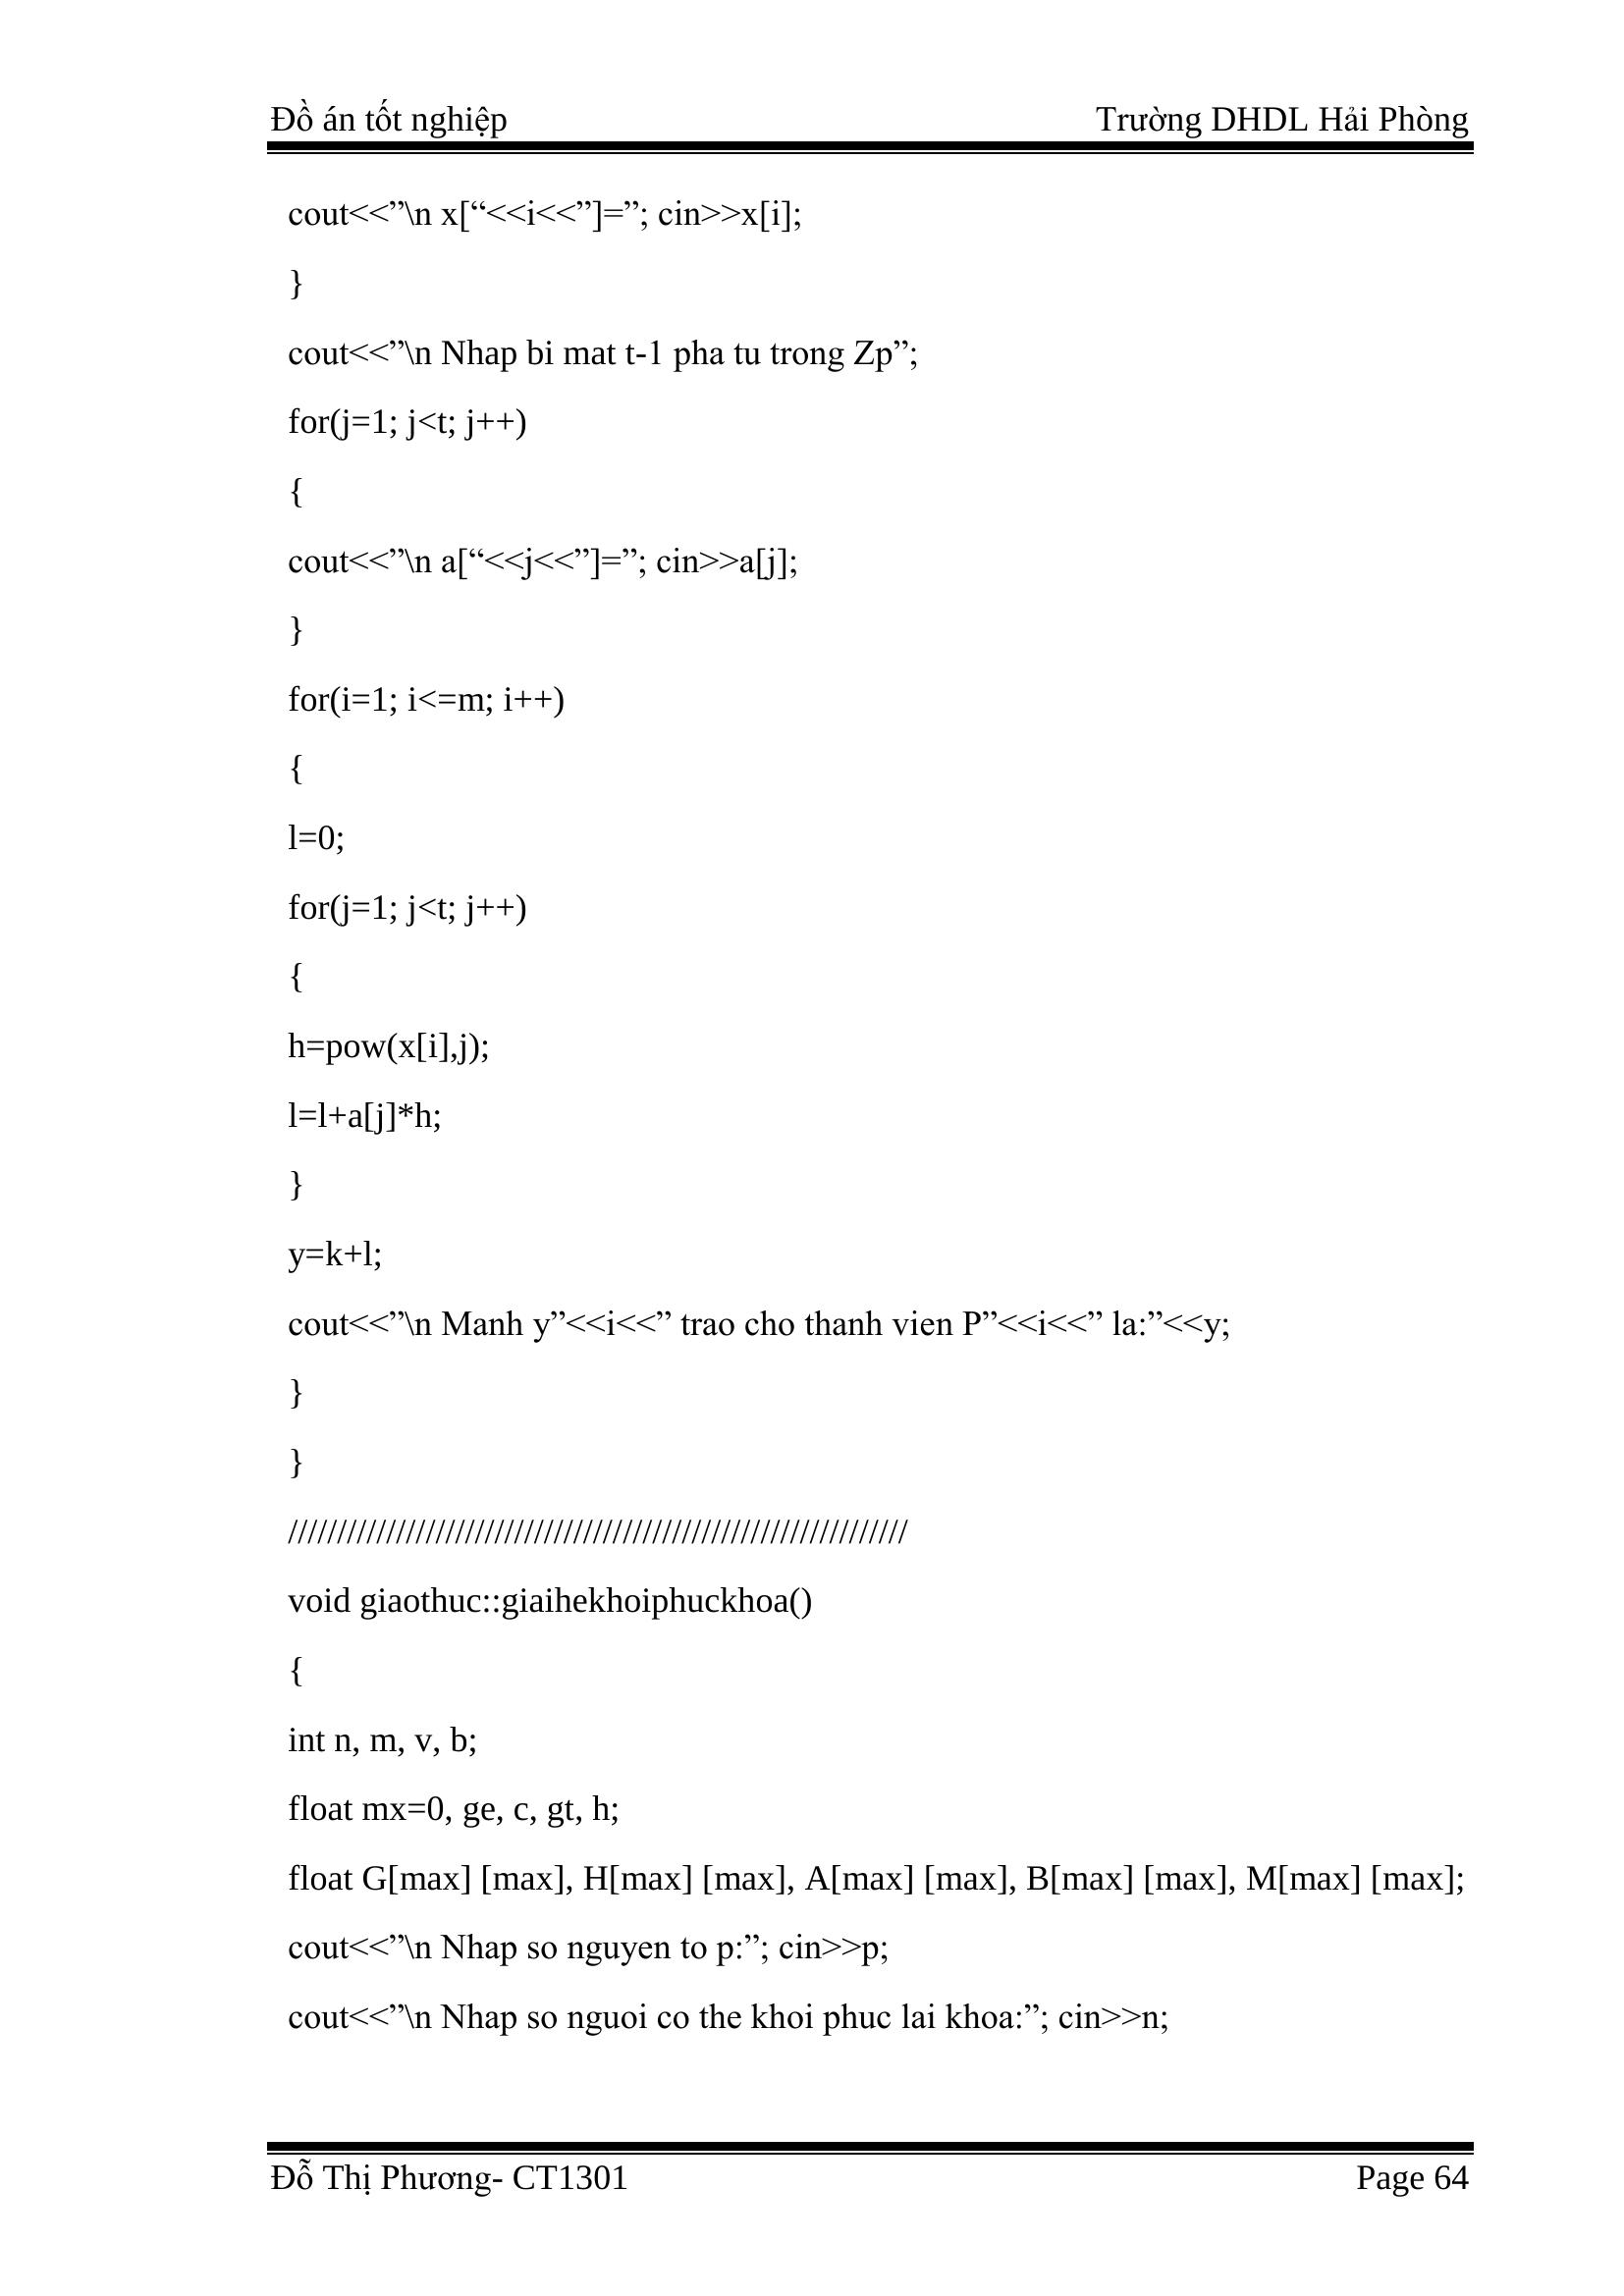 Đồ án tốt nghiệp Trường DHDL Hải Phòng
cout<<”\n x[“<<i<<”]=”; cin>>x[i];
}
cout<<”\n Nhap bi mat t-1 pha tu trong Zp”;
for(j=1; j<t; j++)
{
cout<<”\n a[“<<j<<”]=”; cin>>a[j];
}
for(i=1; i<=m; i++)
{
l=0;
for(j=1; j<t; j++)
{
h=pow(x[i],j);
l=l+a[j]*h;
}
y=k+l;
cout<<”\n Manh y”<<i<<” trao cho thanh vien P”<<i<<” la:”<<y;
}
}
///////////////////////////////////////////////////////////////
void giaothuc::giaihekhoiphuckhoa()
{
int n, m, v, b;
float mx=0, ge, c, gt, h;
float G[max] [max], H[max] [max], A[max] [max], B[max] [max], M[max] [max];
cout<<”\n Nhap so nguyen to p:”; cin>>p;
cout<<”\n Nhap so nguoi co the khoi phuc lai khoa:”; cin>>n;
Đỗ Thị Phương- CT1301 Page 64